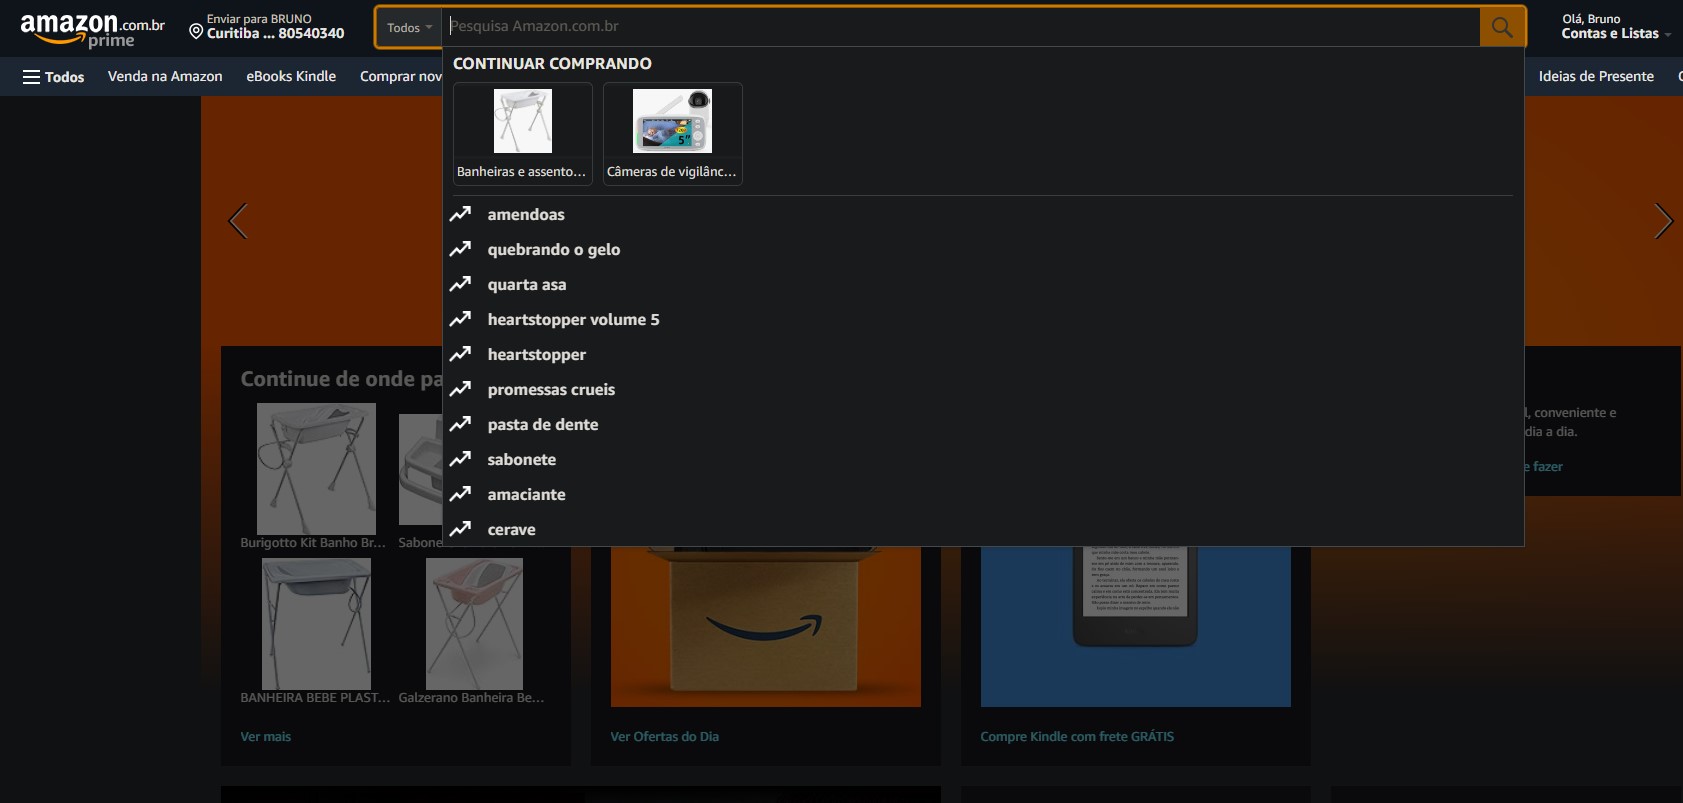 amazon.com.br
prime
Enviar para BRUNO
Curitiba ... 80540340
Todos
Pesquisa Amazon.com.br
Olá, Bruno
Contas e Listas
Todos
Venda na Amazon
eBooks Kindle
Comprar nov
Ideias de Presente
CONTINUAR COMPRANDO
Banheiras e assento...
Câmeras de vigilânc...
amendoas
quebrando o gelo
quarta asa
heartstopper volume 5
heartstopper
promessas crueis
pasta de dente
sabonete
amaciante
cerave
Continue de onde pa
Burigotto Kit Banho Br...
Sabone
BANHEIRA BEBE PLAST...
Galzerano Banheira Be...
Ver mais
Ver Ofertas do Dia
Compre Kindle com frete GRÁTIS
, conveniente e
dia a dia.
e fazer